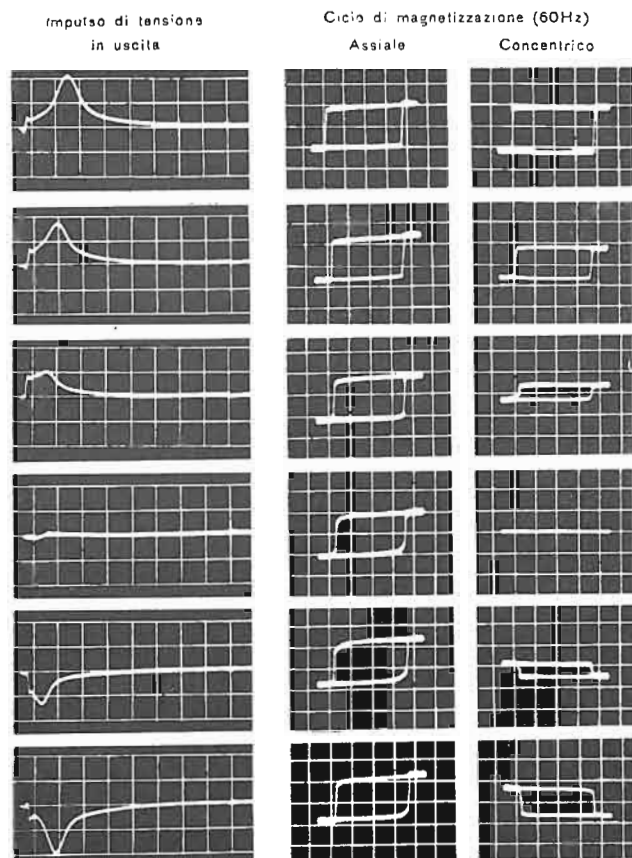 Impulso di tensione
in uscita
Ciclo di magnetizzazione (60Hz)
Assiale
Concentrico